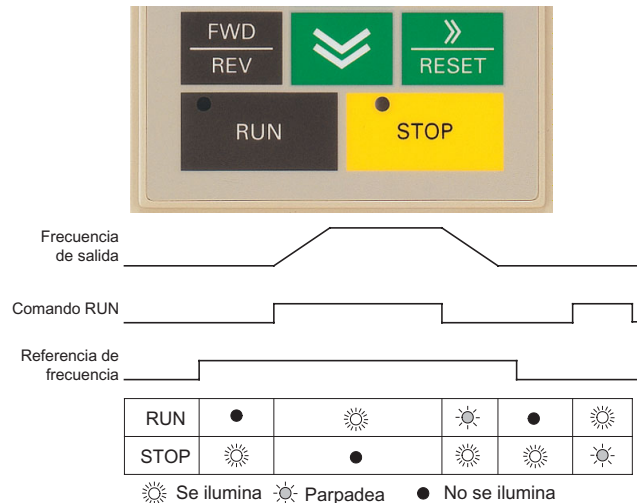 FWD
REV
»
RESET
RUN
STOP
Frecuencia
de salida
Comando RUN
Referencia de
frecuencia
RUN
STOP
Se ilumina Parpadea No se ilumina